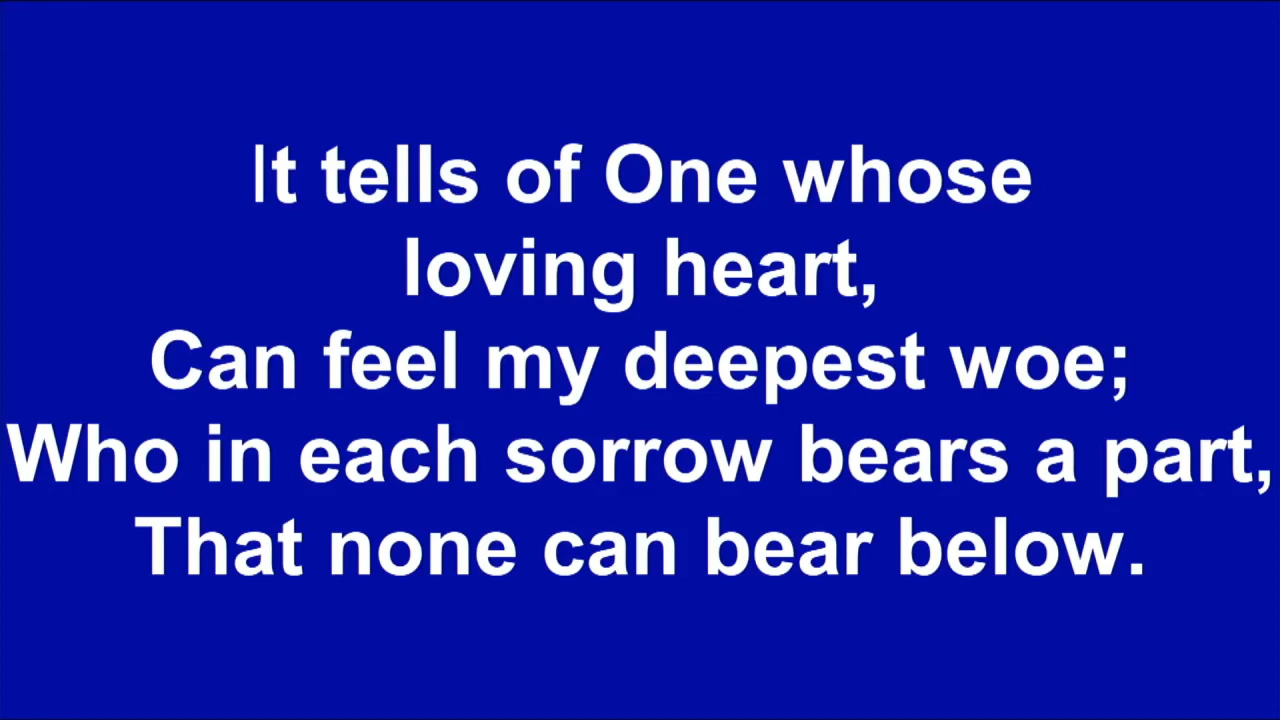 It tells of One whose
loving heart,
Can feel my deepest woe;
Who in each sorrow bears a part,
That none can bear below.